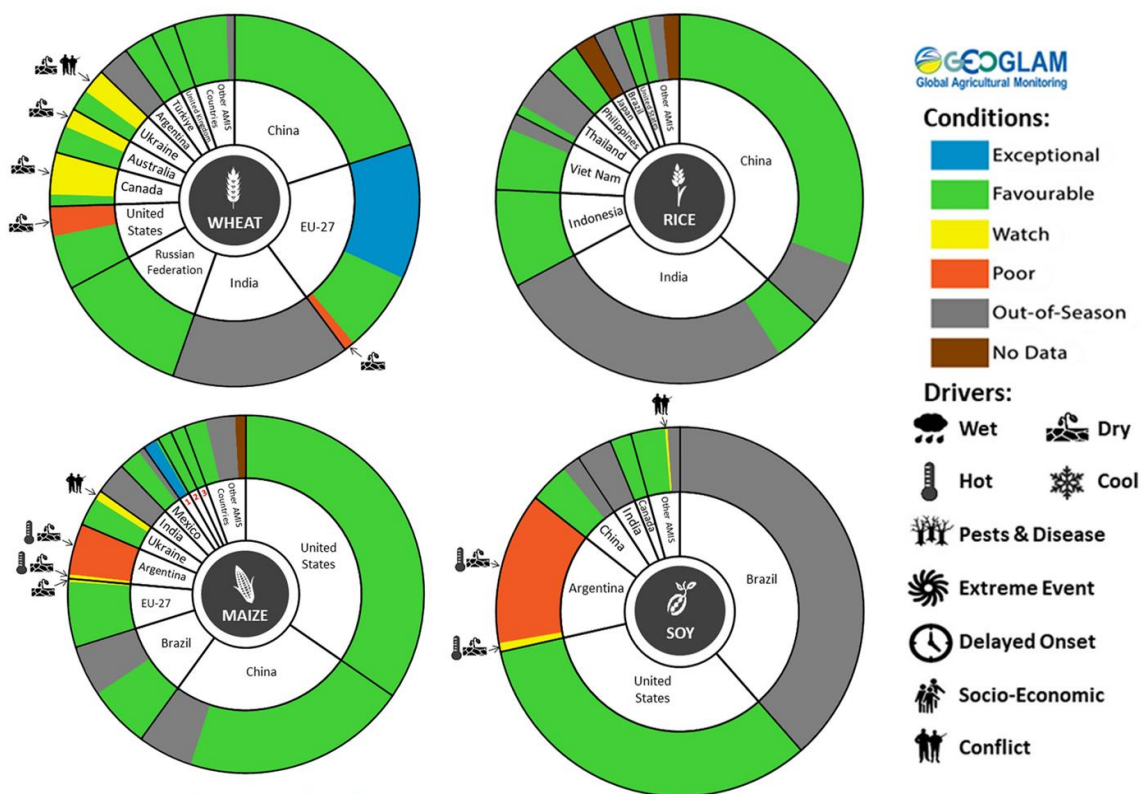 WHEAT
China
EU-27
India
Russian
Federation
United
States
Canada
Australia
Ukraine
Argentina
Türkiye
United Kingdom
Other AMIS
Countries
RICE
China
India
Indonesia
Viet Nam
Thailand
Philippines
Japan
Brazil
United States
Other AMIS
MAIZE
United
States
China
Brazil
EU-27
Argentina
Ukraine
India
Mexico
1
2
3
Other AMIS
Countries
SOY
Brazil
United
States
Argentina
China
India
Canada
Other AMIS
GEOGLAM
Global Agricultural Monitoring
Conditions:
Exceptional
Favourable
Watch
Poor
Out-of-Season
No Data
Drivers:
Wet
Dry
Hot
Cool
Pests & Disease
Extreme Event
Delayed Onset
Socio-Economic
Conflict